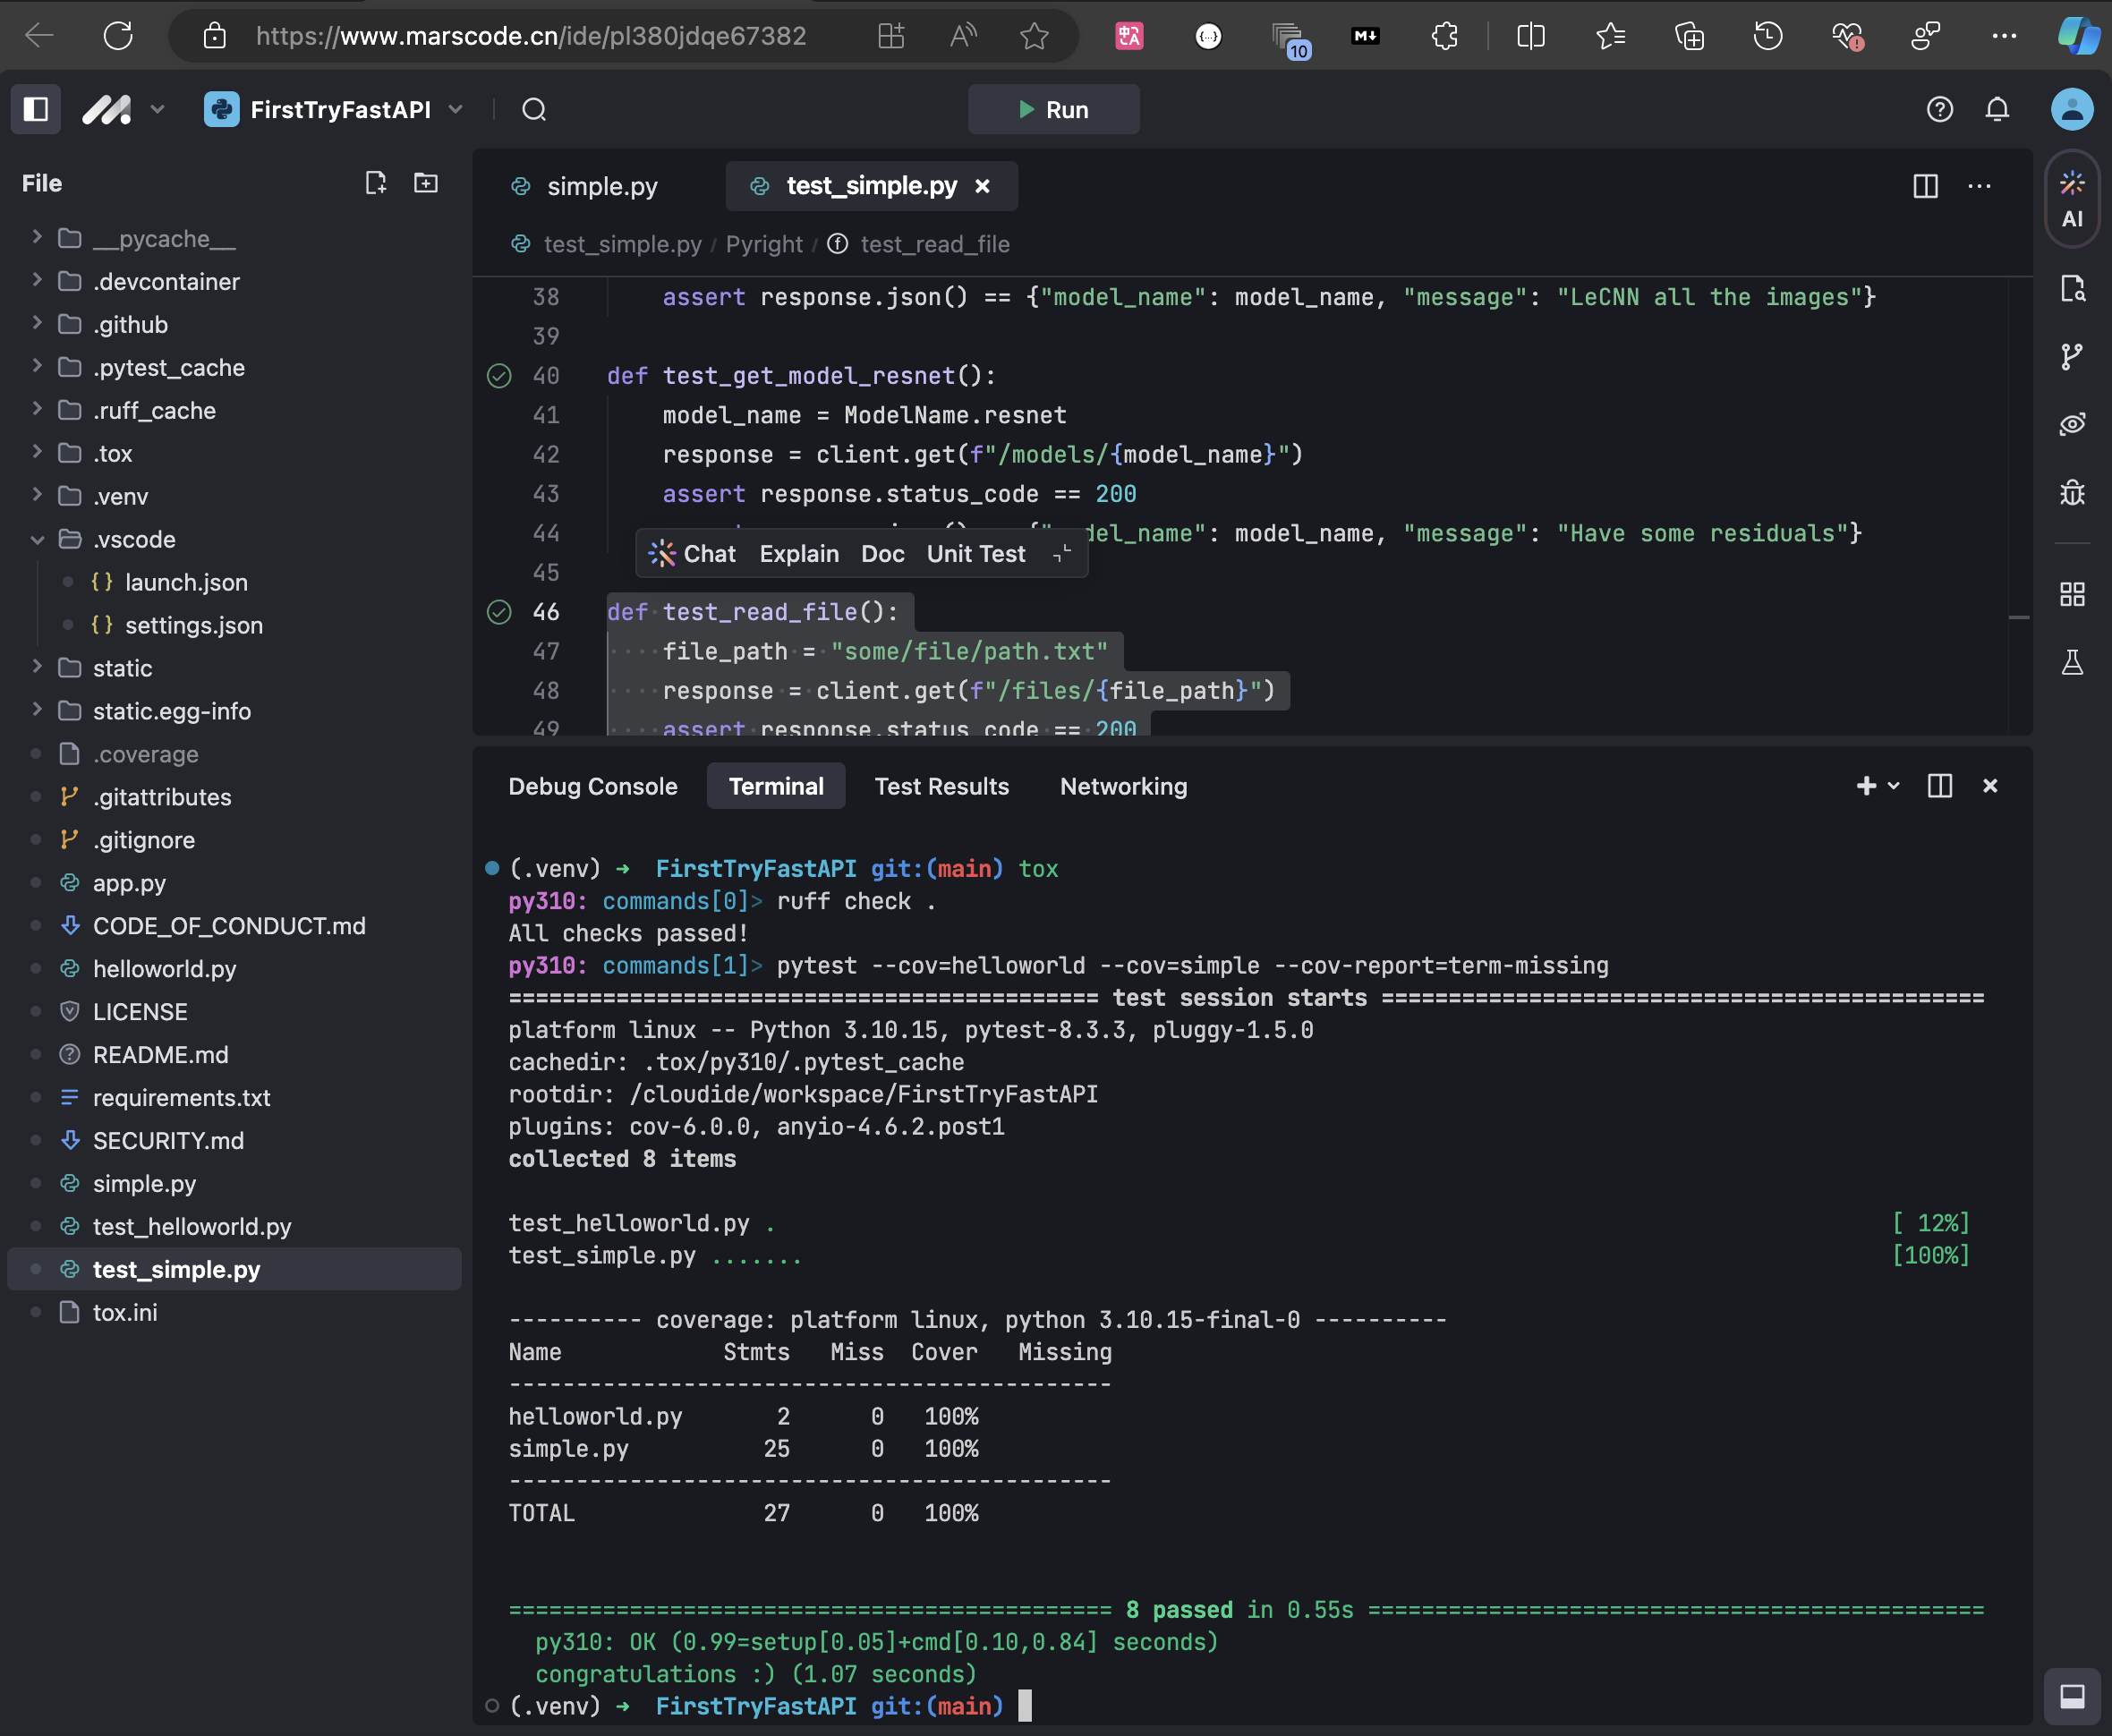 https://www.marscode.cn/ide/pl380jdqe67382
10
M↓
FirstTryFastAPI
Run
File
__pycache__
.devcontainer
.github
.pytest_cache
.ruff_cache
.tox
.venv
.vscode
launch.json
settings.json
static
static.egg-info
.coverage
.gitattributes
.gitignore
app.py
CODE_OF_CONDUCT.md
helloworld.py
LICENSE
README.md
requirements.txt
SECURITY.md
simple.py
test_helloworld.py
test_simple.py
tox.ini
simple.py
test_simple.py
test_simple.py / Pyright / test_read_file
38 assert response.json() == {"model_name": model_name, "message": "LeCNN all the images"}
39
40 def test_get_model_resnet():
41 model_name = ModelName.resnet
42 response = client.get(f"/models/{model_name}")
43 assert response.status_code == 200
44 model_name, "message": "Have some residuals"}
Chat Explain Doc Unit Test
45
46 def test_read_file():
47 file_path = "some/file/path.txt"
48 response = client.get(f"/files/{file_path}")
49 assert response.status_code == 200
AI
Debug Console Terminal Test Results Networking
(.venv) ➜ FirstTryFastAPI git:(main) tox
py310: commands[0]> ruff check .
All checks passed!
py310: commands[1]> pytest --cov=helloworld --cov=simple --cov-report=term-missing
============================================ test session starts =============================================
platform linux -- Python 3.10.15, pytest-8.3.3, pluggy-1.5.0
cachedir: .tox/py310/.pytest_cache
rootdir: /cloudide/workspace/FirstTryFastAPI
plugins: cov-6.0.0, anyio-4.6.2.post1
collected 8 items
test_helloworld.py . [ 12%]
test_simple.py ....... [100%]
---------- coverage: platform linux, python 3.10.15-final-0 ----------
Name Stmts Miss Cover Missing
---------------------------------------------
helloworld.py 2 0 100%
simple.py 25 0 100%
---------------------------------------------
TOTAL 27 0 100%
============================================= 8 passed in 0.55s ==============================================
py310: OK (0.99=setup[0.05]+cmd[0.10,0.84] seconds)
congratulations :) (1.07 seconds)
(.venv) ➜ FirstTryFastAPI git:(main)